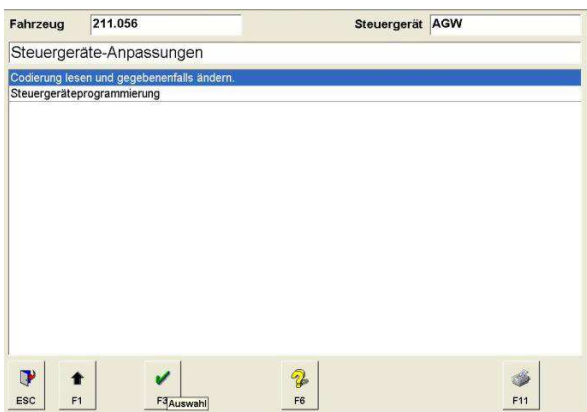 Fahrzeug 211.056 Steuergerät AGW
Steuergeräte-Anpassungen
Codierung lesen und gegebenenfalls ändern.
Steuergeräteprogrammierung
ESC F1 F3 Auswahl F6 F11